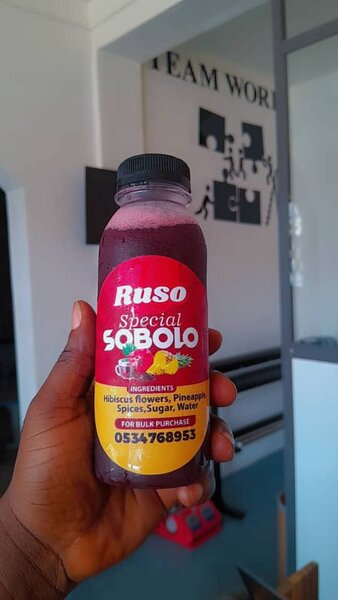 TEAM WOR
Ruso
Special
SOBOLO
INGREDIENTS
Hibiscus flowers, Pineapple,
Spices,Sugar, Water
FOR BULK PURCHASE
0534768953